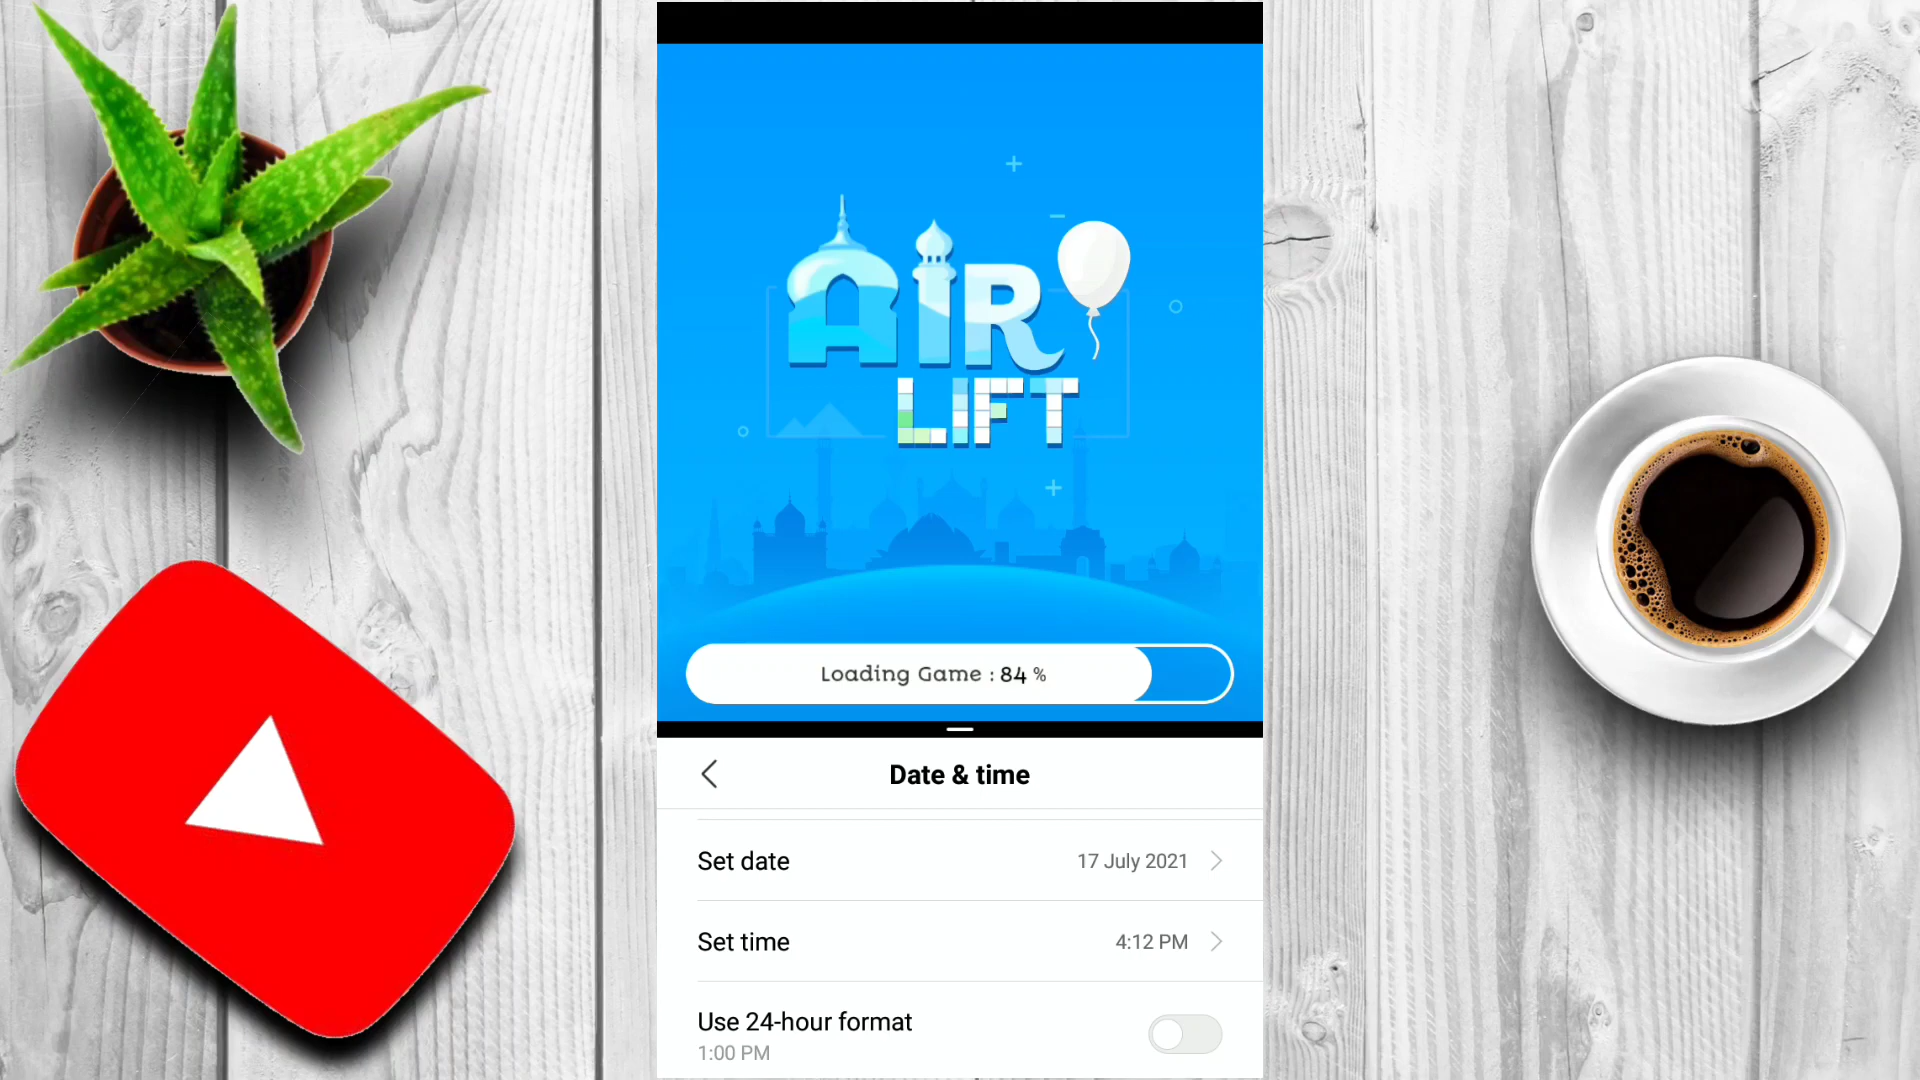 AIR
LIFT
Loading Game : 84 %
Date & time
Set date 17 July 2021
Set time 4:12 PM
Use 24-hour format
1:00 PM